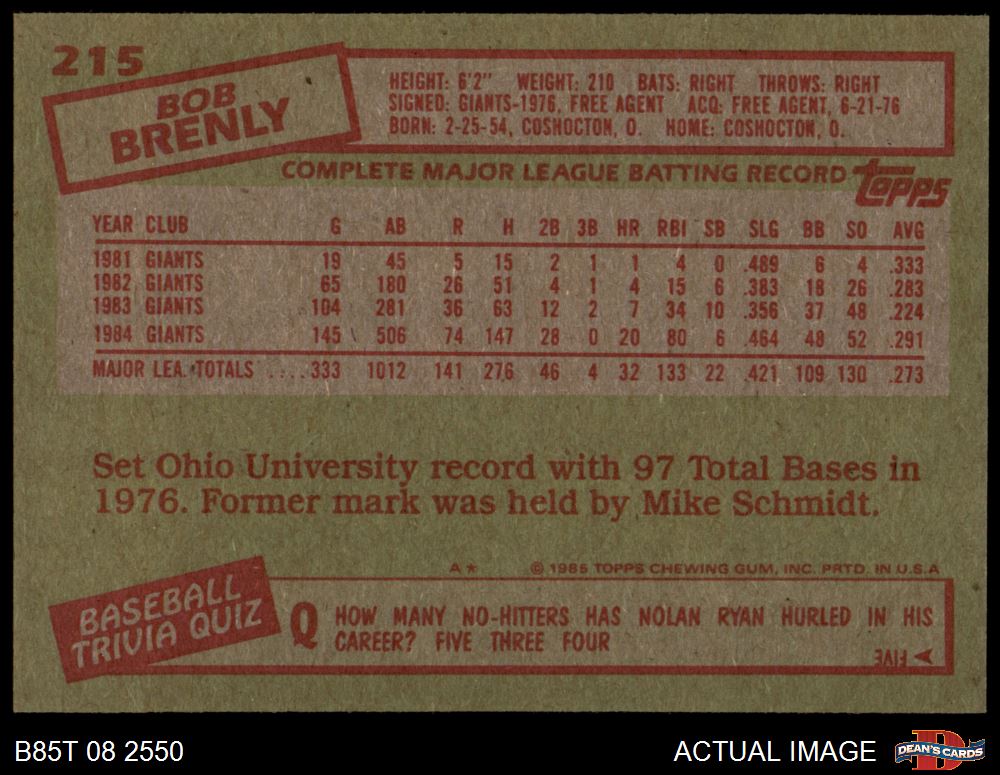 215
BOB
BRENLY
HEIGHT: 6'2" WEIGHT: 210 BATS: RIGHT THROWS: RIGHT
SIGNED: GIANTS-1976, FREE AGENT ACQ: FREE AGENT, 6-21-76
BORN: 2-25-54, COSHOCTON, O. HOME: COSHOCTON, O.
COMPLETE MAJOR LEAGUE BATTING RECORD topps
YEAR CLUB G AB R H 2B 3B HR RBI SB SLG BB SO AVG
1981 GIANTS 19 45 5 15 2 1 1 4 0 .489 6 4 .333
1982 GIANTS 65 180 26 51 4 1 4 15 6 .383 18 26 .283
1983 GIANTS 104 281 36 63 12 2 7 34 10 .356 37 48 .224
1984 GIANTS 145 506 74 147 28 0 20 80 6 .464 48 52 .291
MAJOR LEA. TOTALS ....333 1012 141 276 46 4 32 133 22 .421 109 130 .273
Set Ohio University record with 97 Total Bases in
1976. Former mark was held by Mike Schmidt.
A* © 1985 TOPPS CHEWING GUM, INC. PRTD. IN U.S.A
BASEBALL
TRIVIA QUIZ
Q HOW MANY NO-HITTERS HAS NOLAN RYAN HURLED IN HIS
CAREER? FIVE THREE FOUR
FIVE
B85T 08 2550 ACTUAL IMAGE DEAN'S CARDS